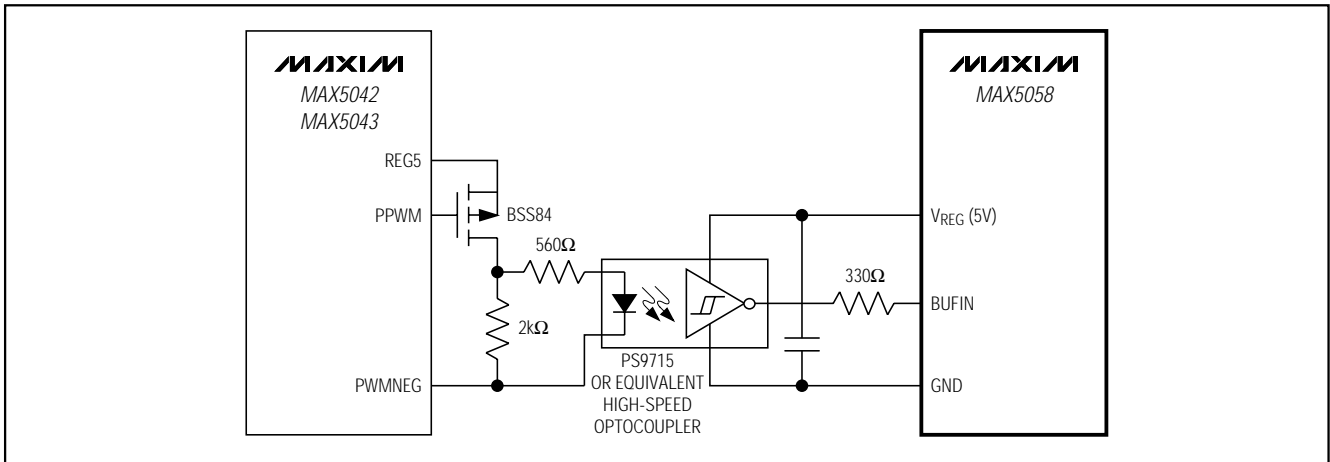 MAXIM
MAX5042
MAX5043
REG5
PPWM
PWMNEG
BSS84
560Ω
2kΩ
PS9715
OR EQUIVALENT
HIGH-SPEED
OPTOCOUPLER
330Ω
MAXIM
MAX5058
VREG (5V)
BUFIN
GND